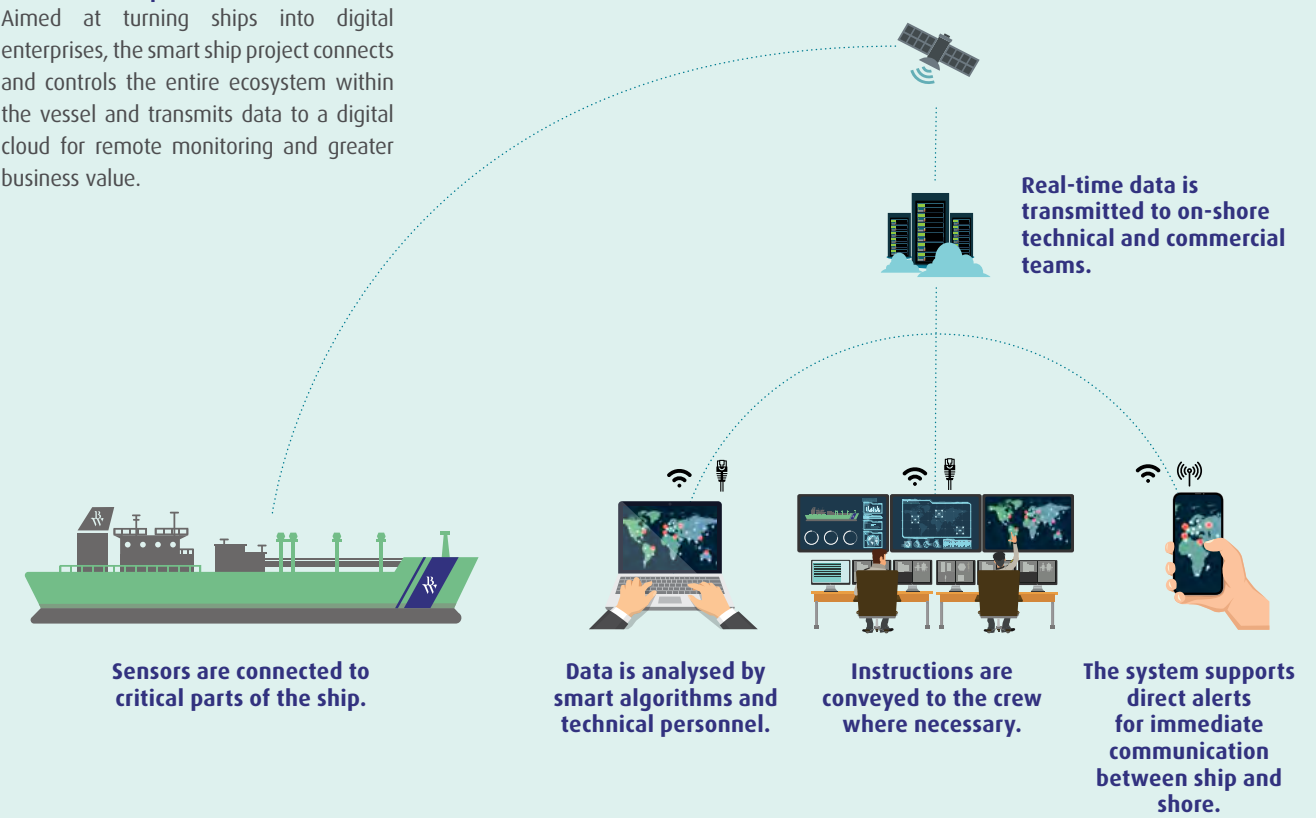 Aimed at turning ships into digital
enterprises, the smart ship project connects
and controls the entire ecosystem within
the vessel and transmits data to a digital
cloud for remote monitoring and greater
business value.
Real-time data is
transmitted to on-shore
technical and commercial
teams.
Sensors are connected to
critical parts of the ship.
Data is analysed by
smart algorithms and
technical personnel.
Instructions are
conveyed to the crew
where necessary.
The system supports
direct alerts
for immediate
communication
between ship and
shore.